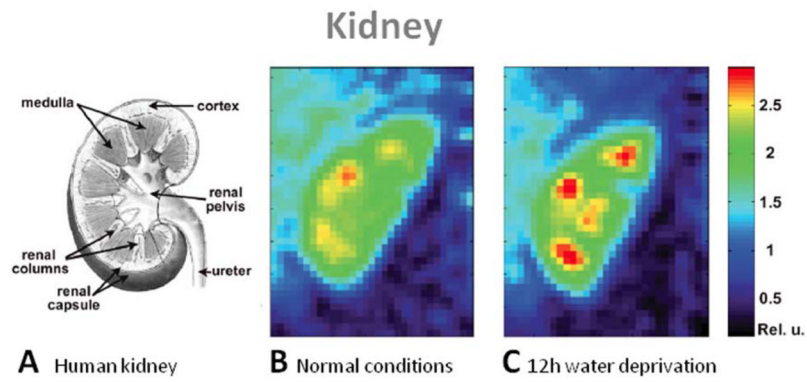 Kidney
medulla
cortex
renal
pelvis
renal
columns
renal
capsule
ureter
2.5
2
1.5
1
0.5
Rel. u.
A Human kidney
B Normal conditions
C 12h water deprivation